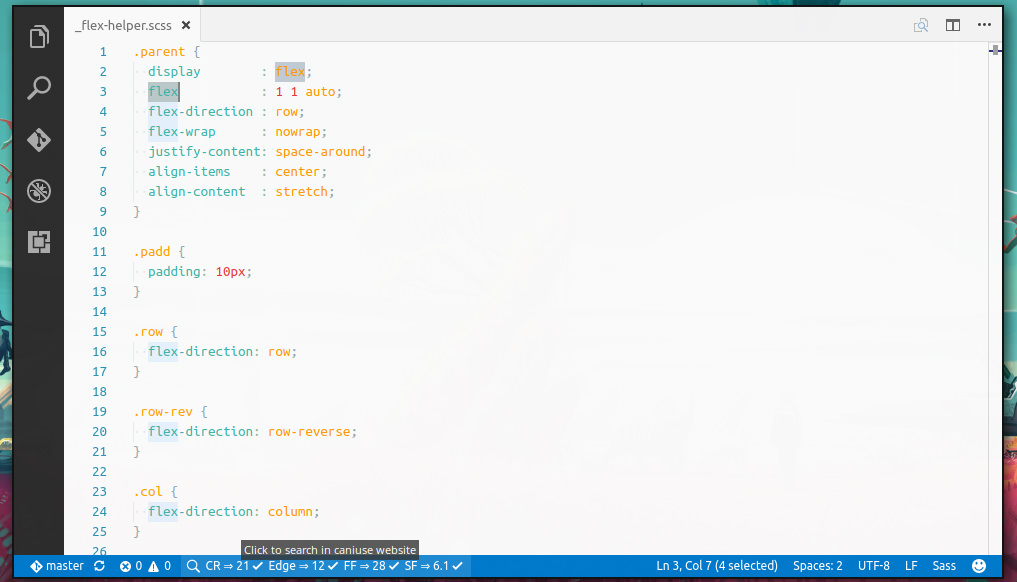 _flex-helper.scss ×
1 .parent {
2 display : flex;
3 flex : 1 1 auto;
4 flex-direction : row;
5 flex-wrap : nowrap;
6 justify-content: space-around;
7 align-items : center;
8 align-content : stretch;
9 }
10
11 .padd {
12 padding: 10px;
13 }
14
15 .row {
16 flex-direction: row;
17 }
18
19 .row-rev {
20 flex-direction: row-reverse;
21 }
22
23 .col {
24 flex-direction: column;
25 }
26
Click to search in caniuse website
master 0 0 CR ⇒ 21 ✓ Edge ⇒ 12 ✓ FF ⇒ 28 ✓ SF ⇒ 6.1 ✓ Ln 3, Col 7 (4 selected) Spaces: 2 UTF-8 LF Sass